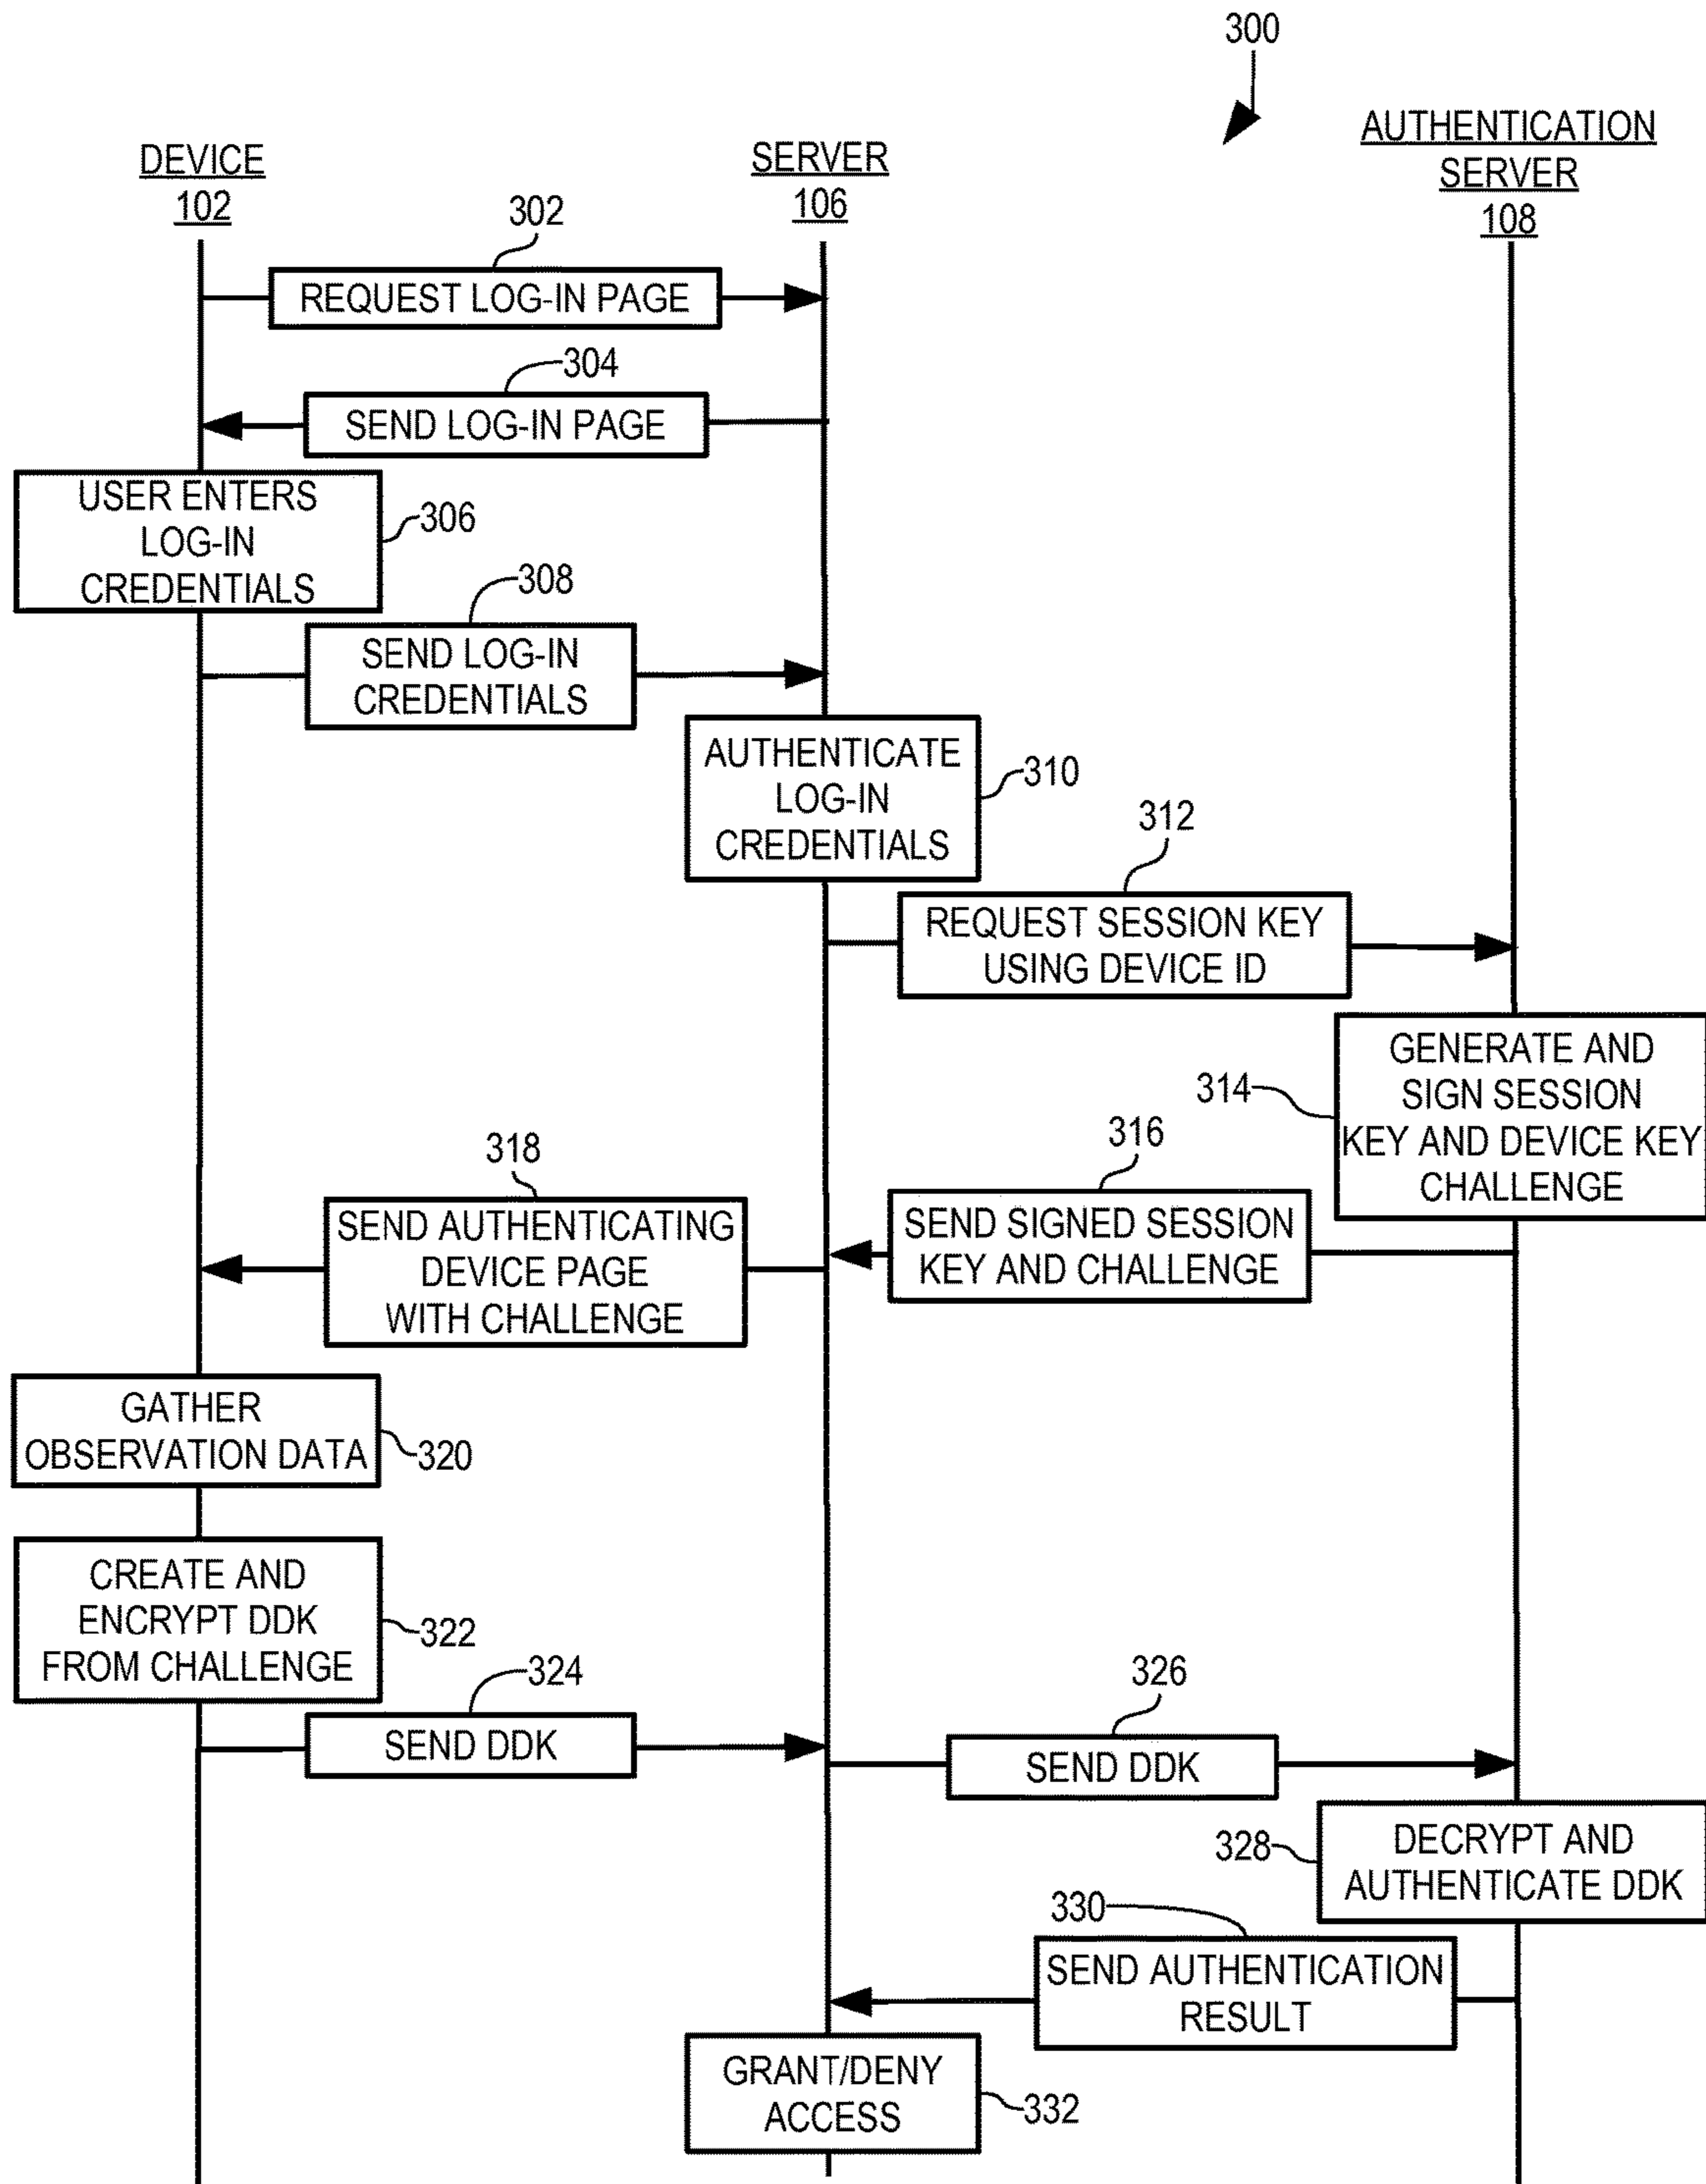 300
DEVICE
102
SERVER
106
AUTHENTICATION
SERVER
108
302
REQUEST LOG-IN PAGE
304
SEND LOG-IN PAGE
USER ENTERS
LOG-IN
CREDENTIALS
306
308
SEND LOG-IN
CREDENTIALS
AUTHENTICATE
LOG-IN
CREDENTIALS
310
312
REQUEST SESSION KEY
USING DEVICE ID
GENERATE AND
SIGN SESSION
KEY AND DEVICE KEY
CHALLENGE
314
316
SEND SIGNED SESSION
KEY AND CHALLENGE
318
SEND AUTHENTICATING
DEVICE PAGE
WITH CHALLENGE
GATHER
OBSERVATION DATA
320
CREATE AND
ENCRYPT DDK
FROM CHALLENGE
322
324
SEND DDK
326
SEND DDK
328
DECRYPT AND
AUTHENTICATE DDK
330
SEND AUTHENTICATION
RESULT
GRANT/DENY
ACCESS
332